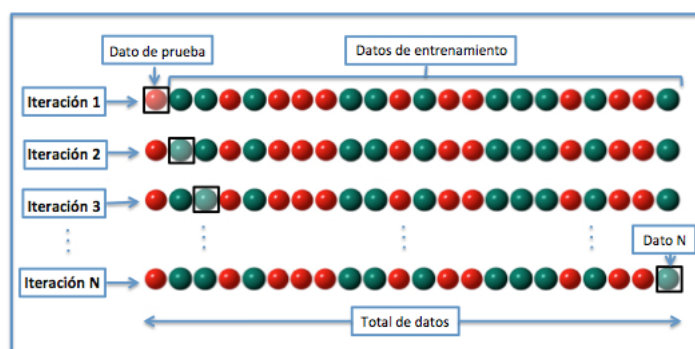 Dato de prueba
Datos de entrenamiento
Iteración 1
Iteración 2
Iteración 3
Dato N
Iteración N
Total de datos